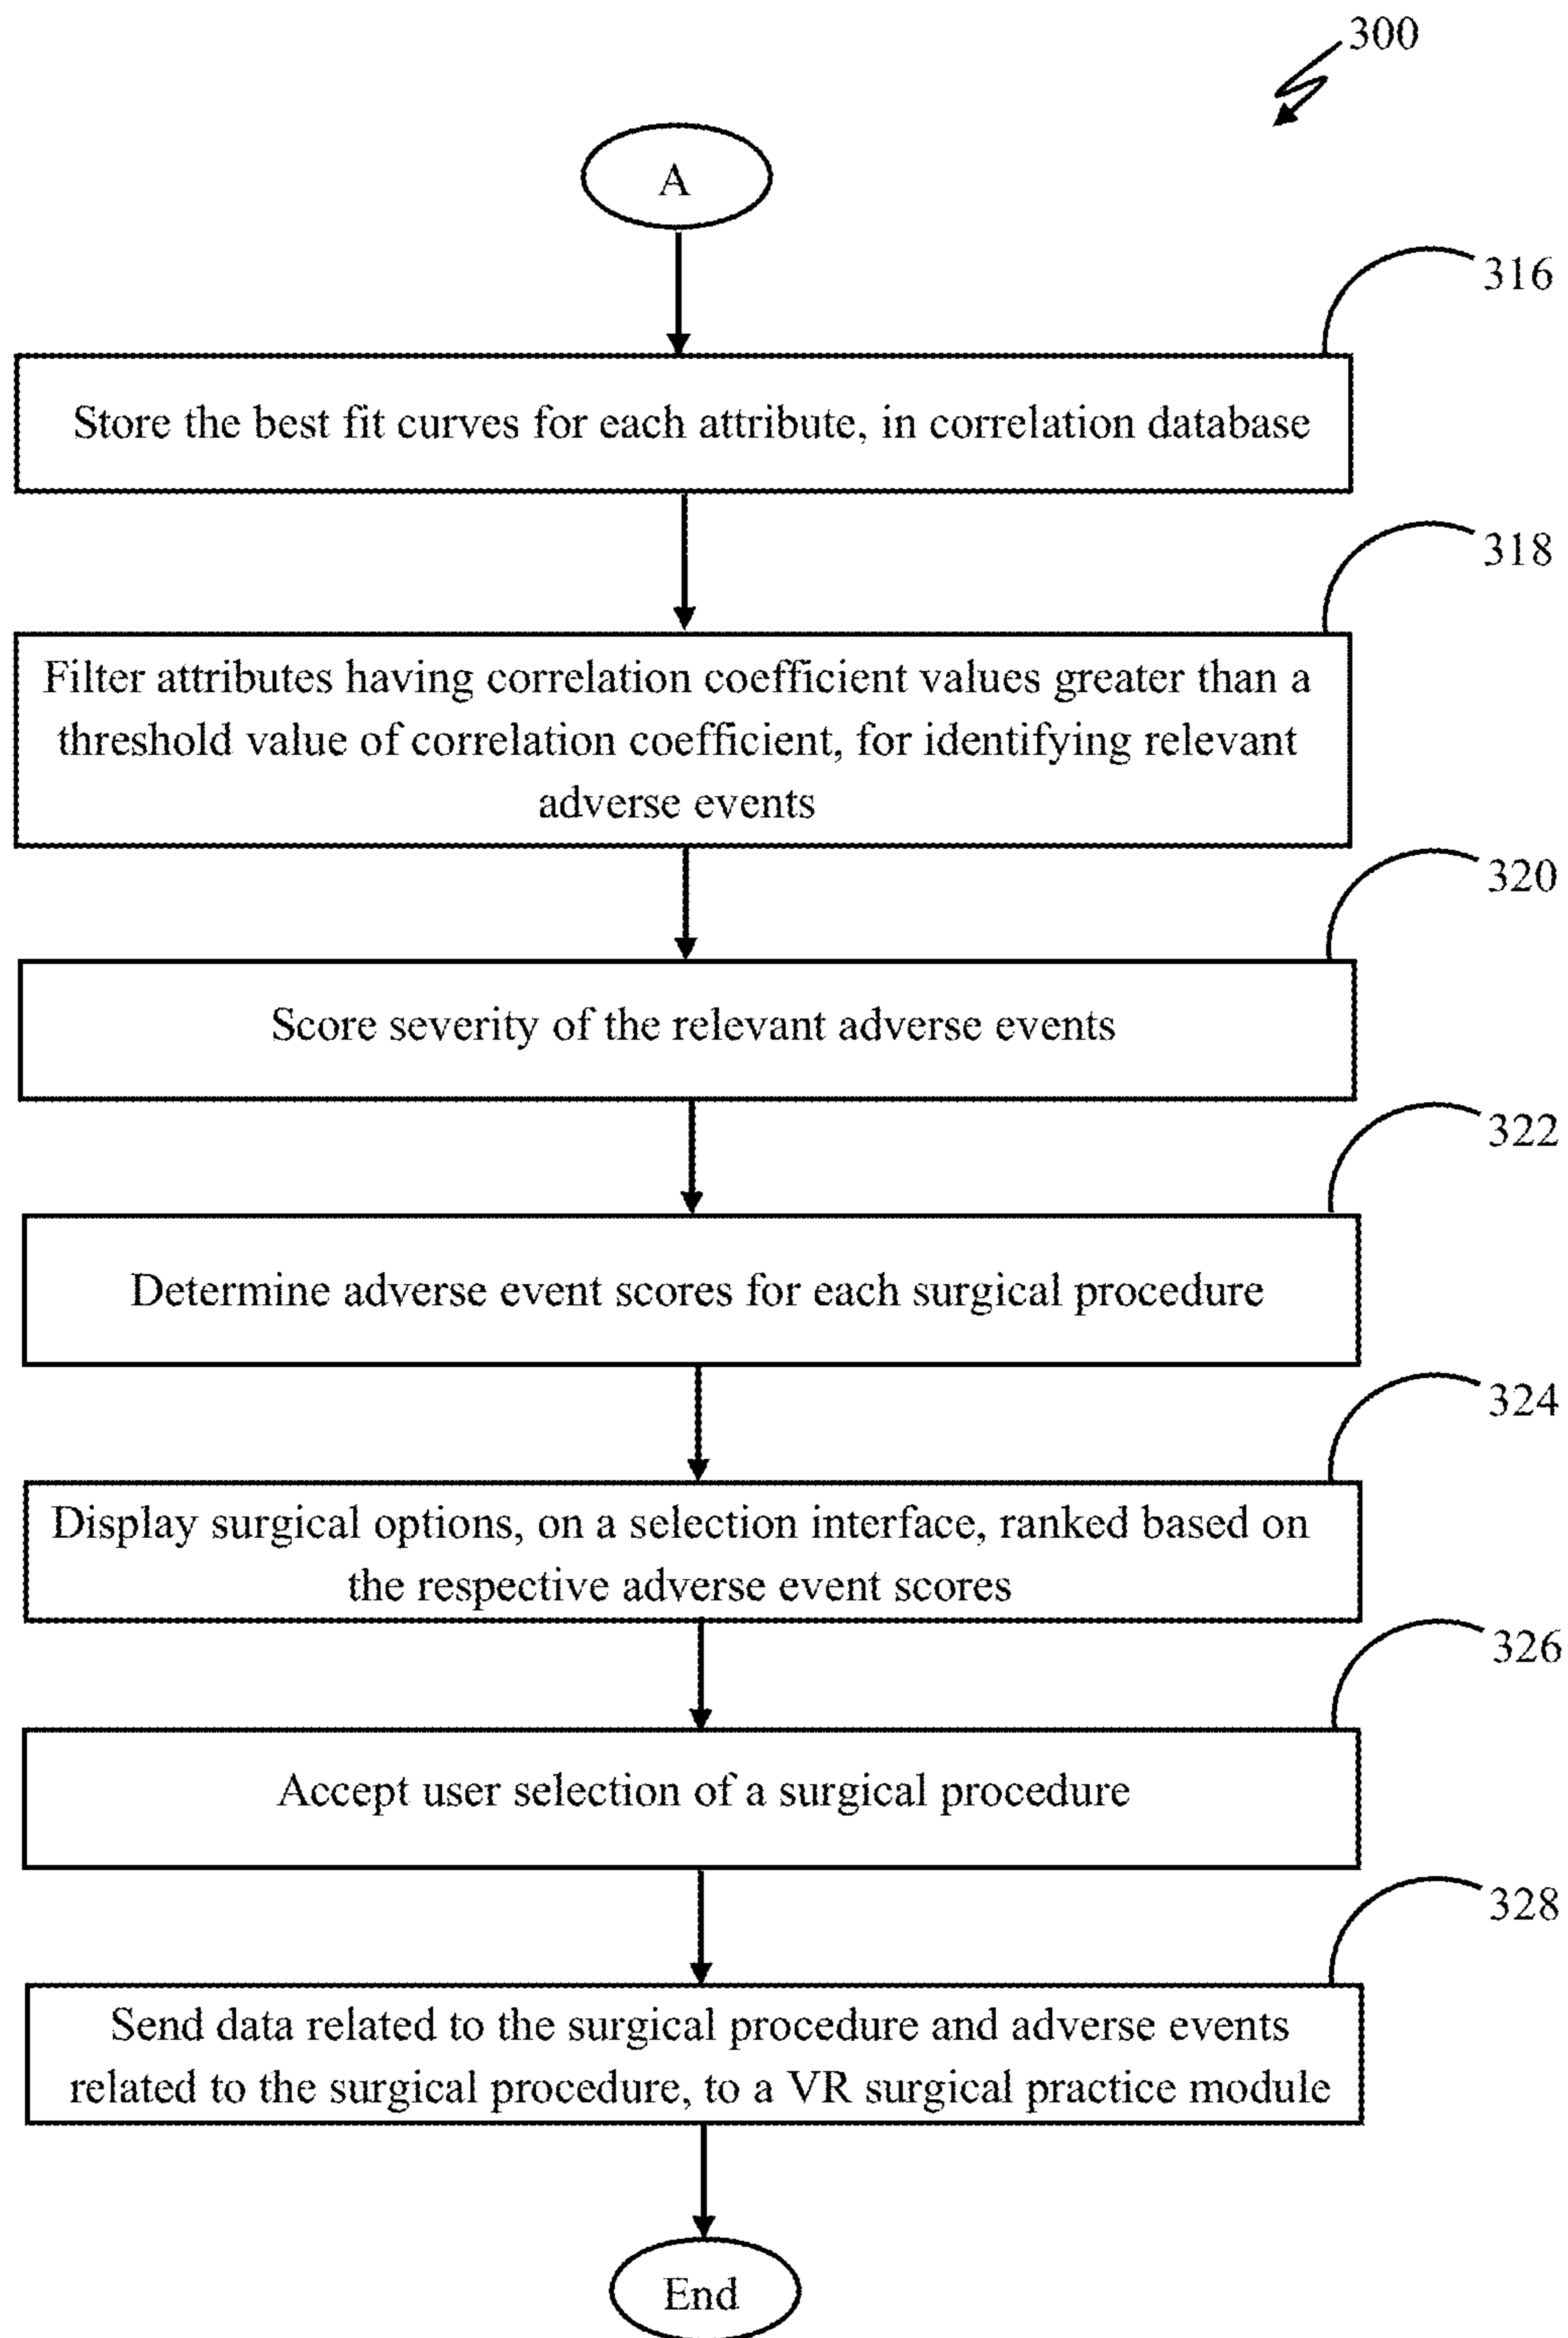 300
A
316
Store the best fit curves for each attribute, in correlation database
318
Filter attributes having correlation coefficient values greater than a
threshold value of correlation coefficient, for identifying relevant
adverse events
320
Score severity of the relevant adverse events
322
Determine adverse event scores for each surgical procedure
324
Display surgical options, on a selection interface, ranked based on
the respective adverse event scores
326
Accept user selection of a surgical procedure
328
Send data related to the surgical procedure and adverse events
related to the surgical procedure, to a VR surgical practice module
End